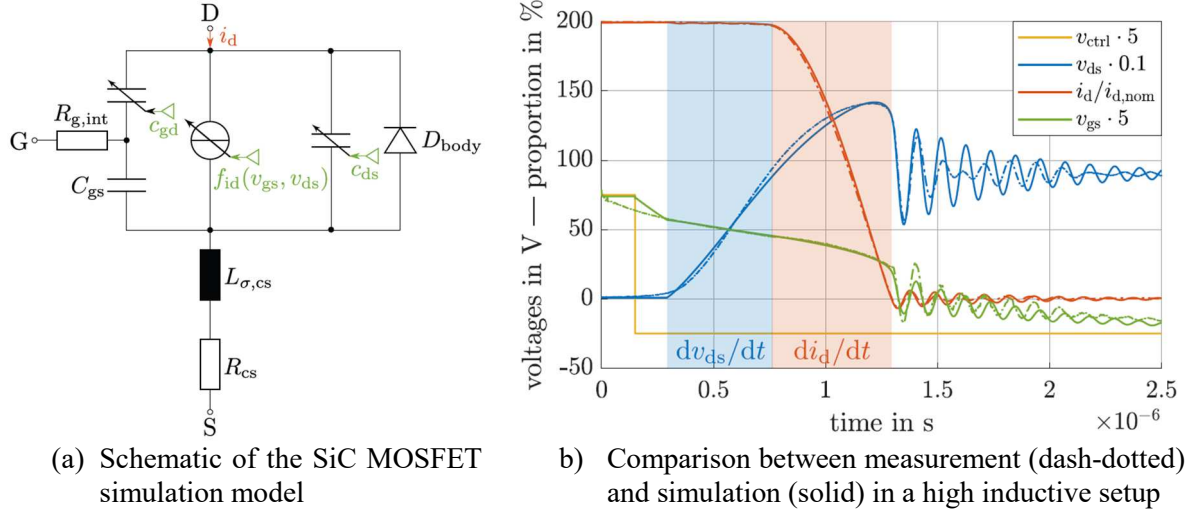 D
i_d
R_g,int
c_gd
G
D_body
f_id(v_gs, v_ds)
c_ds
C_gs
L_σ,cs
R_cs
S
(a) Schematic of the SiC MOSFET
simulation model
voltages in V — proportion in %
200
150
100
50
0
-50
v_ctrl · 5
v_ds · 0.1
i_d/i_d,nom
v_gs · 5
dv_ds/dt
di_d/dt
0
0.5
1
1.5
2
2.5
time in s
×10^-6
b) Comparison between measurement (dash-dotted)
and simulation (solid) in a high inductive setup